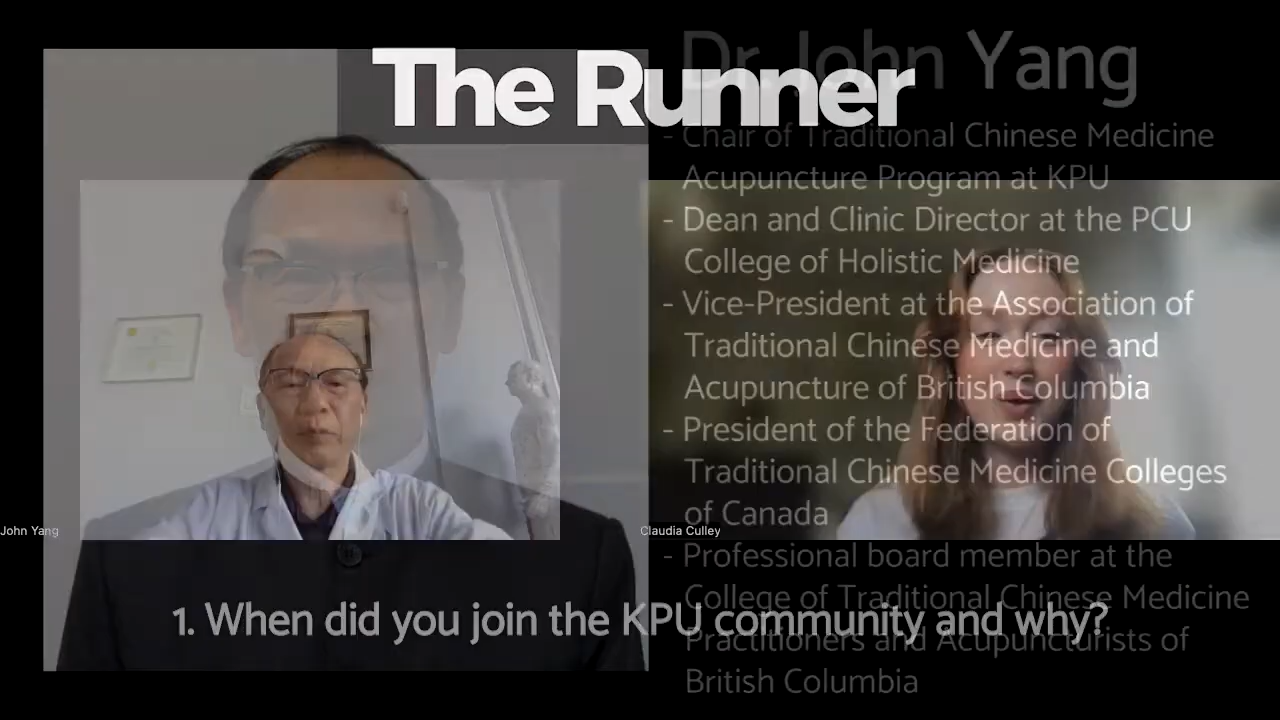 The Runner
Dr John Yang
- Chair of Traditional Chinese Medicine
Acupuncture Program at KPU
- Dean and Clinic Director at the PCU
College of Holistic Medicine
- Vice-President at the Association of
Traditional Chinese Medicine and
Acupuncture of British Columbia
- President of the Federation of
Traditional Chinese Medicine Colleges
of Canada
- Professional board member at the
College of Traditional Chinese Medicine
Practitioners and Acupuncturists of
British Columbia
John Yang
Claudia Culley
1. When did you join the KPU community and why?